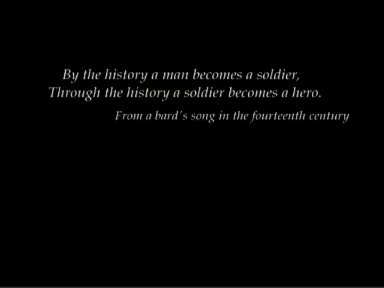 By the history a man becomes a soldier,
Through the history a soldier becomes a hero.
From a bard's song in the fourteenth century